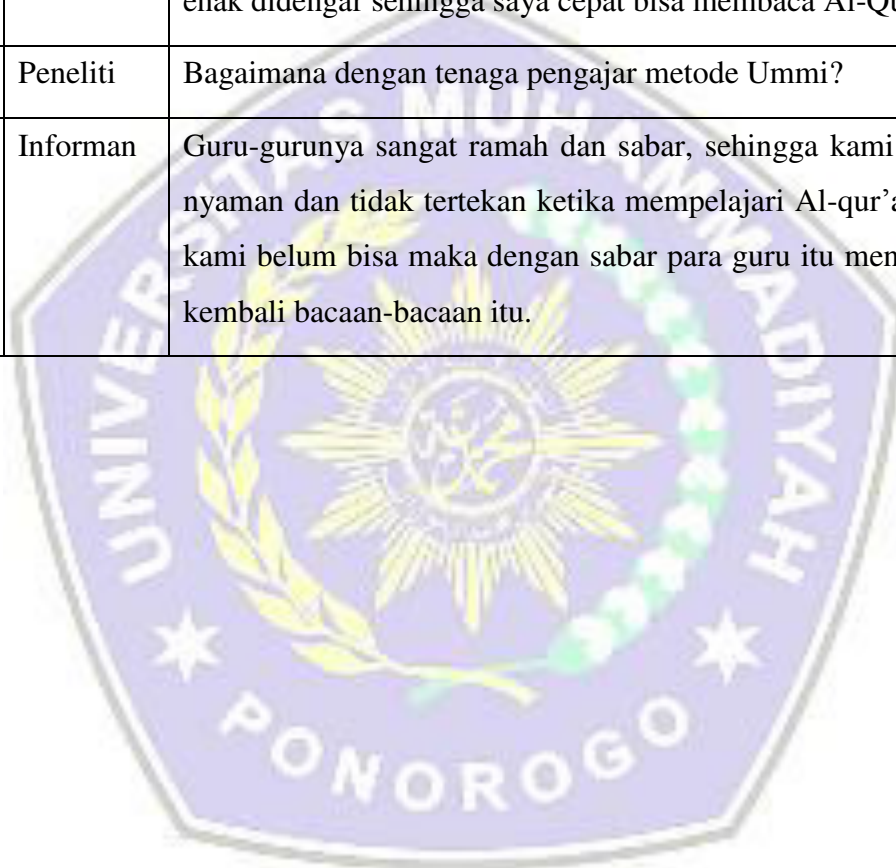 enak didengar sehingga saya cepat bisa membaca Al-Qu
Peneliti Bagaimana dengan tenaga pengajar metode Ummi?
Informan Guru-gurunya sangat ramah dan sabar, sehingga kami
nyaman dan tidak tertekan ketika mempelajari Al-qur’a
kami belum bisa maka dengan sabar para guru itu men
kembali bacaan-bacaan itu.
UNIVERSITAS MUHAMMADIYAH
PONOROGO